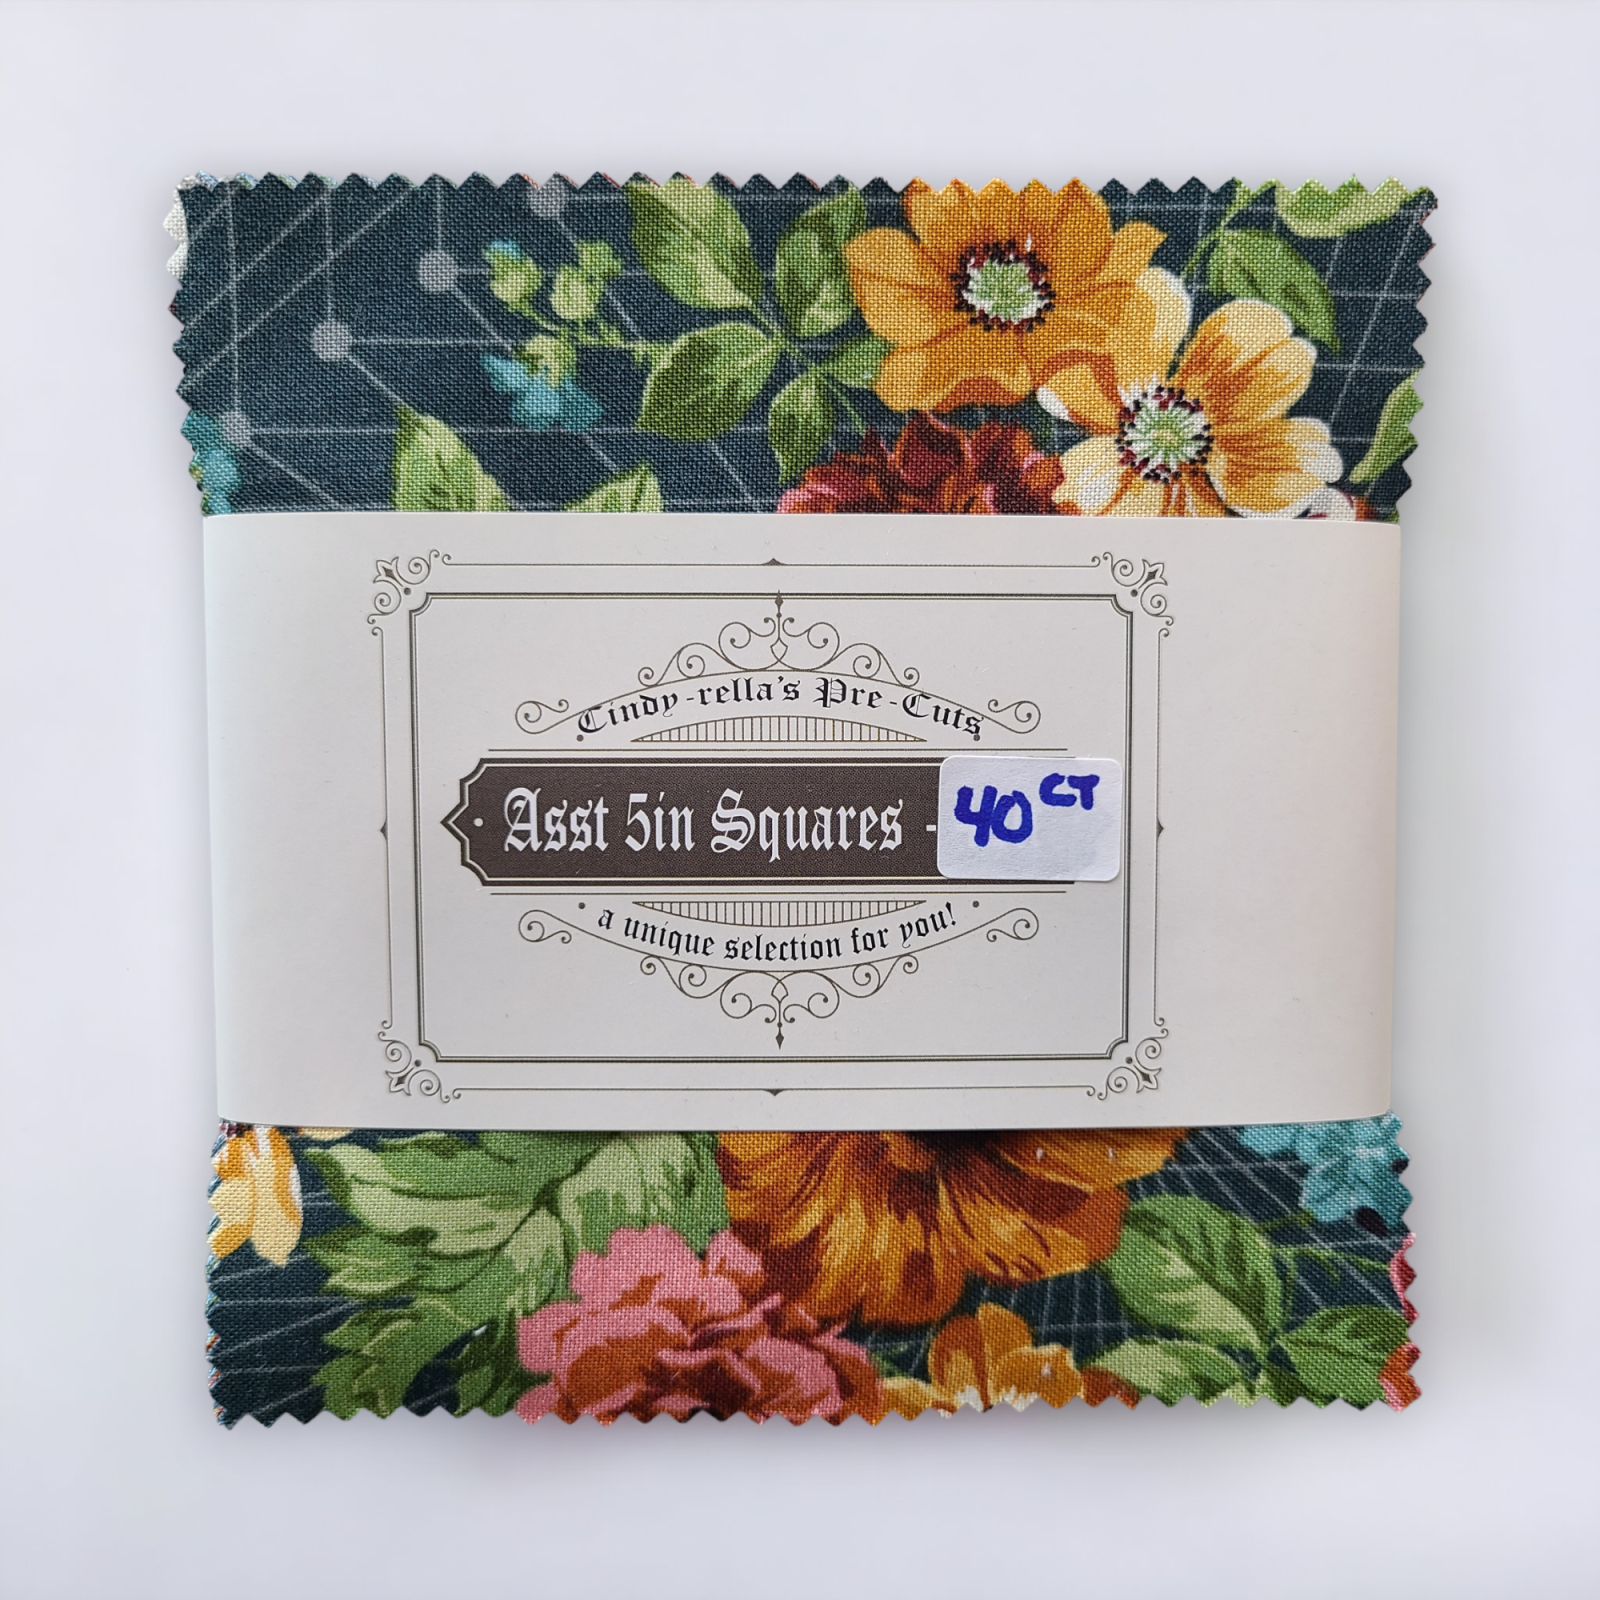 Cindy-rella's Pre-Cuts
Asst 5in Squares - 40 CT
a unique selection for you!